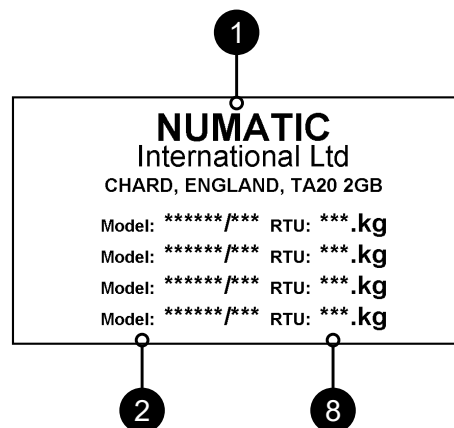 1
NUMATIC
International Ltd
CHARD, ENGLAND, TA20 2GB
Model: ******/*** RTU: ***.kg
Model: ******/*** RTU: ***.kg
Model: ******/*** RTU: ***.kg
Model: ******/*** RTU: ***.kg
2 8